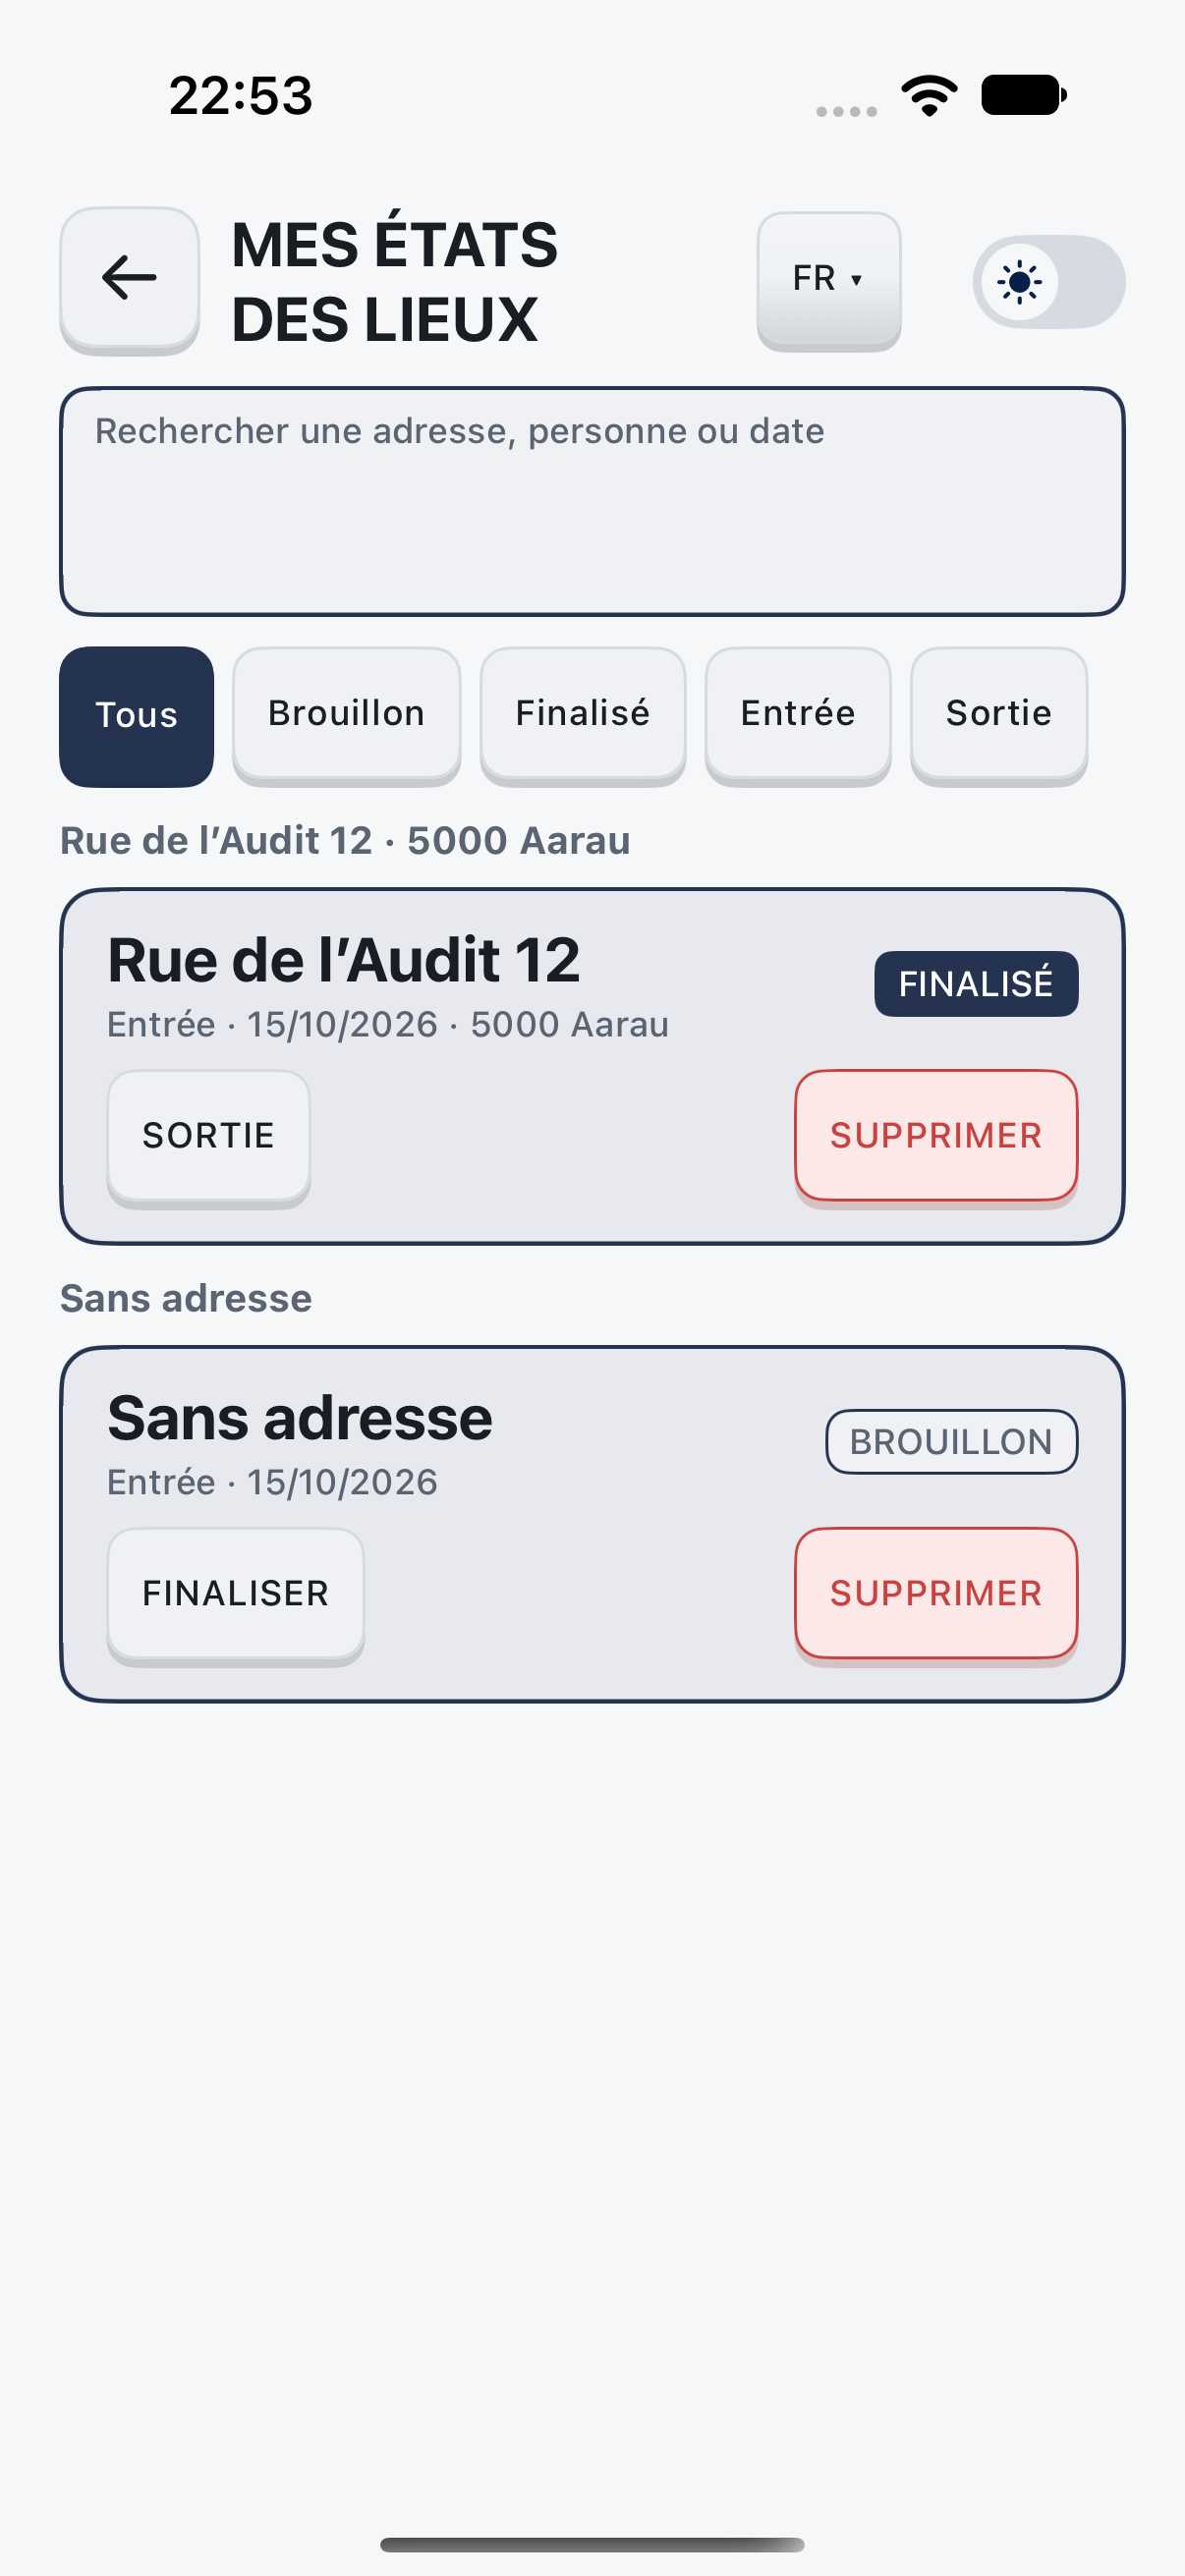 22:53
MES ÉTATS
DES LIEUX
FR ▾
Rechercher une adresse, personne ou date
Tous
Brouillon
Finalisé
Entrée
Sortie
Rue de l’Audit 12 · 5000 Aarau
Rue de l’Audit 12
FINALISÉ
Entrée · 15/10/2026 · 5000 Aarau
SORTIE
SUPPRIMER
Sans adresse
Sans adresse
BROUILLON
Entrée · 15/10/2026
FINALISER
SUPPRIMER